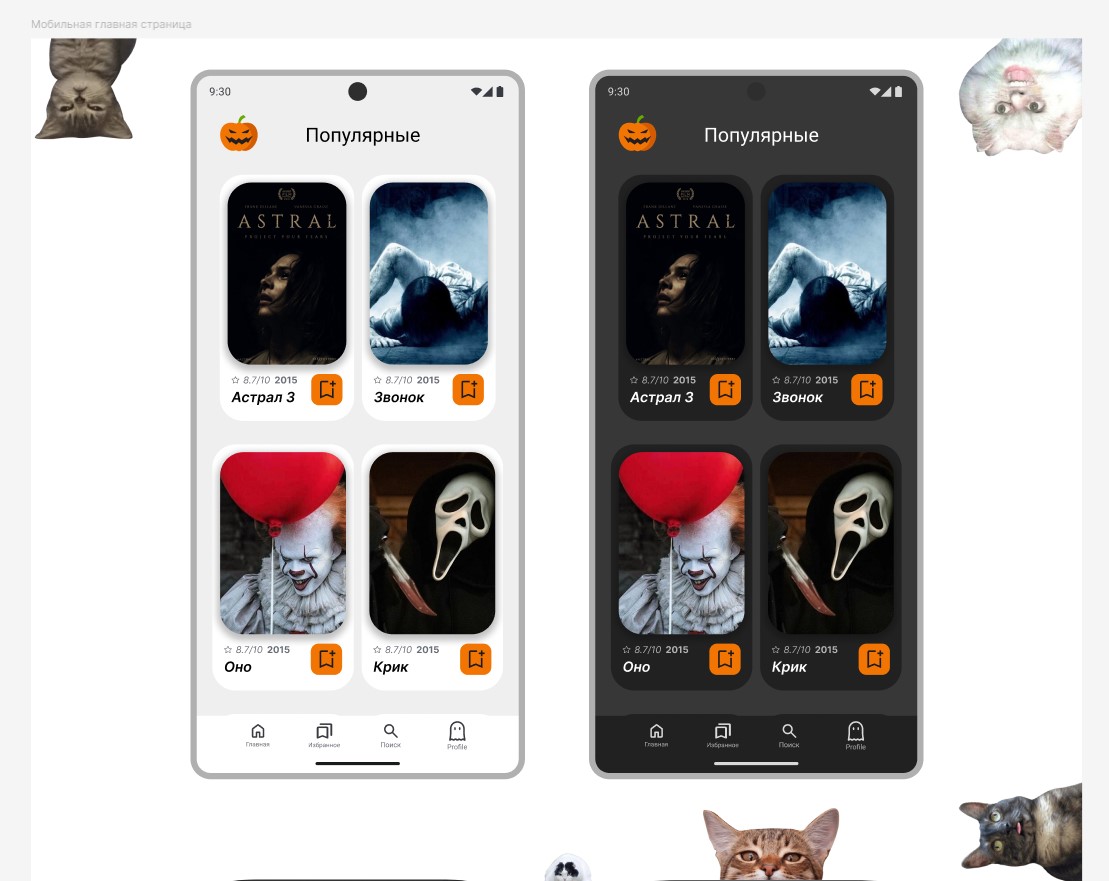 Мобильная главная страница
9:30
Популярные
ASTRAL
PROJECT YOUR FEARS
8.7/10 2015
Астрал 3
8.7/10 2015
Звонок
8.7/10 2015
Оно
8.7/10 2015
Крик
Главная
Избранное
Поиск
Profile
9:30
Популярные
ASTRAL
PROJECT YOUR FEARS
8.7/10 2015
Астрал 3
8.7/10 2015
Звонок
8.7/10 2015
Оно
8.7/10 2015
Крик
Главная
Избранное
Поиск
Profile